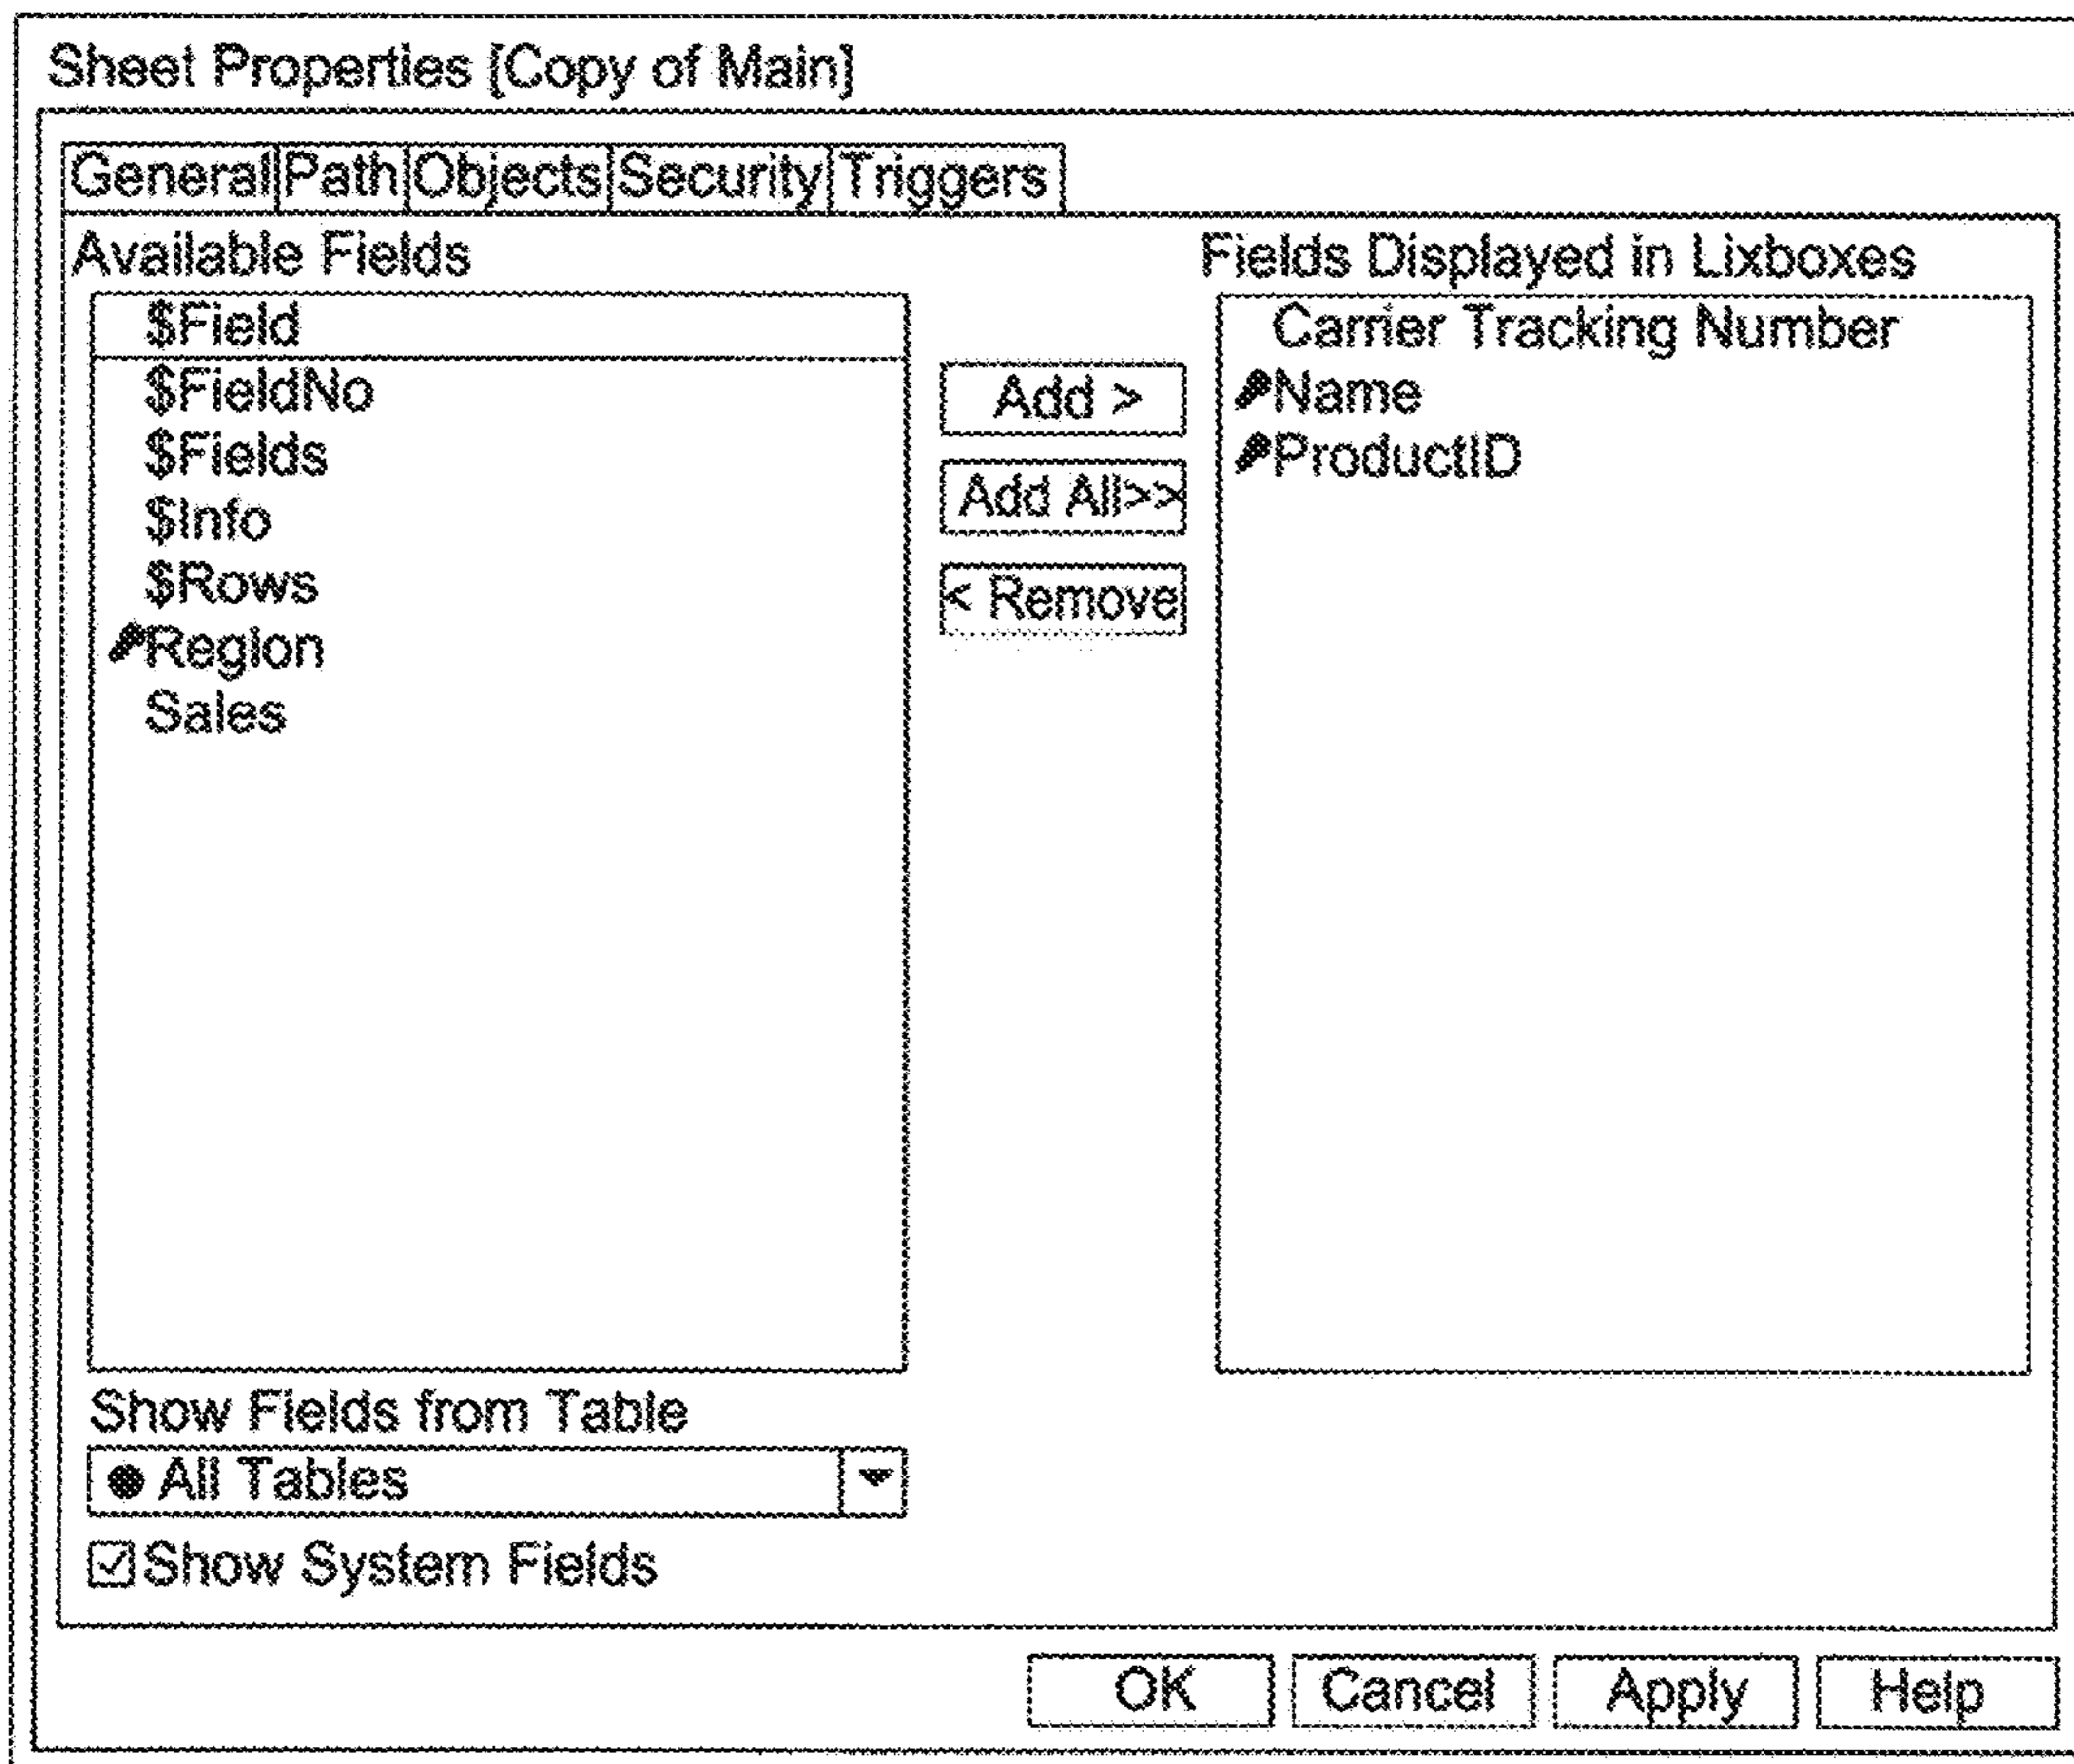 Sheet Properties [Copy of Main]
General Path Objects Security Triggers
Available Fields
$Field
$FieldNo
$Fields
$Info
$Rows
Region
Sales
Add >
Add All>>
< Remove
Fields Displayed in Lixboxes
Carrier Tracking Number
Name
ProductID
Show Fields from Table
All Tables
Show System Fields
OK Cancel Apply Help